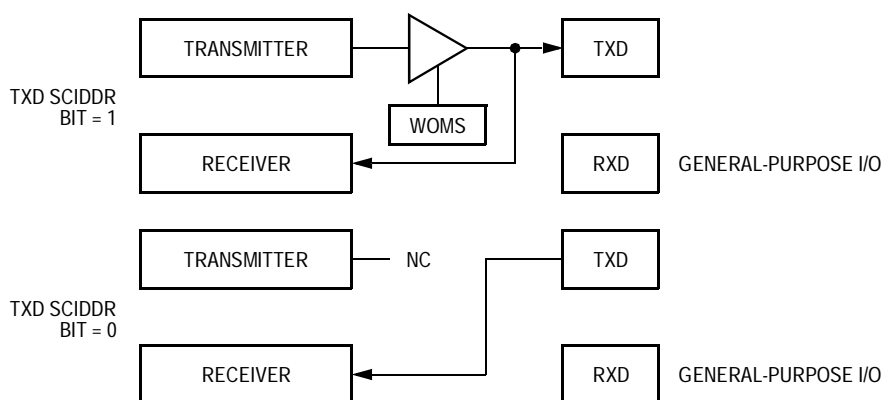 TRANSMITTER
TXD
TXD SCIDDR
BIT = 1
WOMS
RECEIVER
RXD
GENERAL-PURPOSE I/O
TRANSMITTER
NC
TXD
TXD SCIDDR
BIT = 0
RECEIVER
RXD
GENERAL-PURPOSE I/O